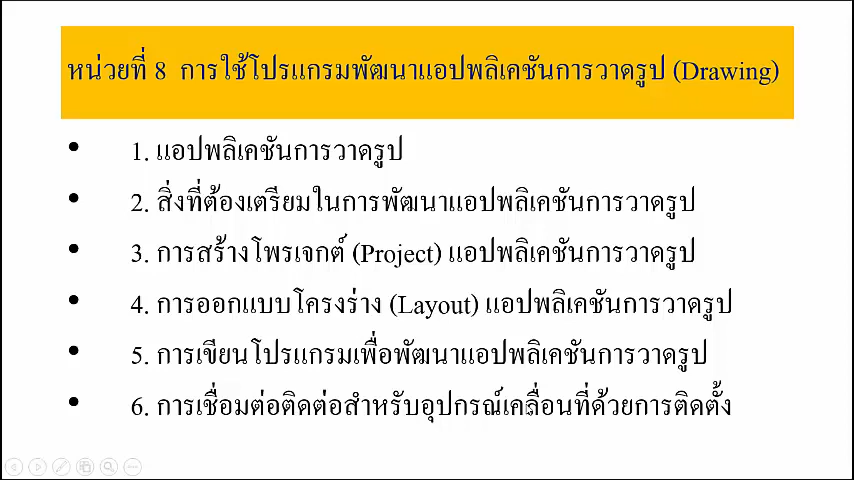 หน่วยที่ 8 การใช้โปรแกรมพัฒนาแอปพลิเคชันการวาดรูป (Drawing)
• 1. แอปพลิเคชันการวาดรูป
• 2. สิ่งที่ต้องเตรียมในการพัฒนาแอปพลิเคชันการวาดรูป
• 3. การสร้างโพรเจกต์ (Project) แอปพลิเคชันการวาดรูป
• 4. การออกแบบโครงร่าง (Layout) แอปพลิเคชันการวาดรูป
• 5. การเขียนโปรแกรมเพื่อพัฒนาแอปพลิเคชันการวาดรูป
• 6. การเชื่อมต่อติดต่อสำหรับอุปกรณ์เคลื่อนที่ด้วยการติดตั้ง